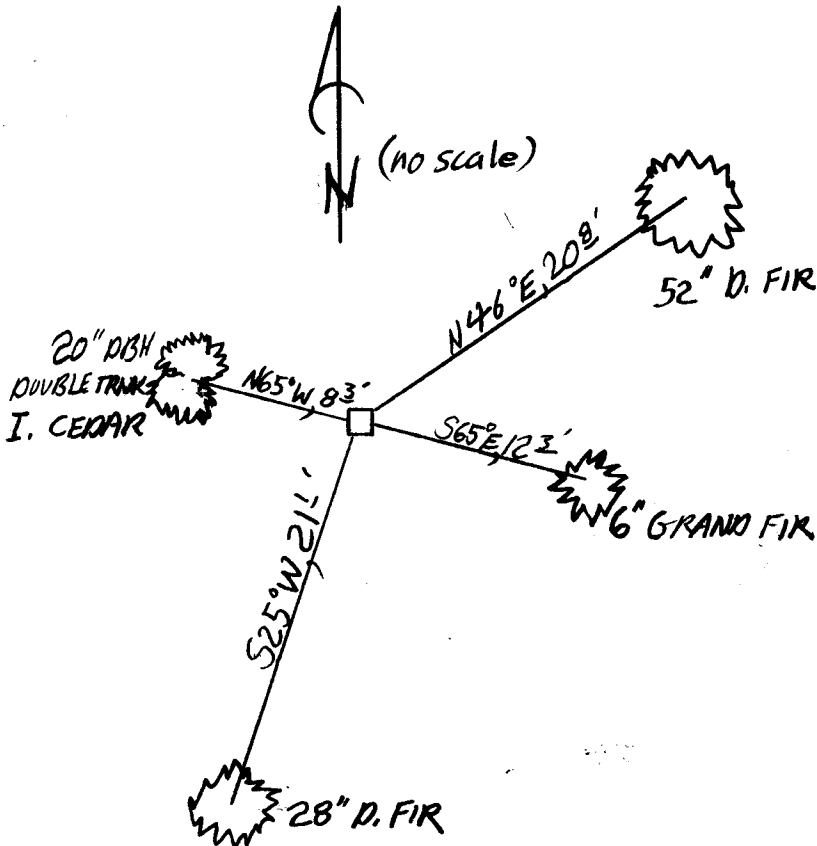 N (no scale)
N46°E, 20 8'
52" D. FIR
20" DBH
DOUBLE TRNK
I. CEDAR
N65°W, 8 3'
S65°E, 12 3'
6" GRAND FIR
S25°W, 21 1'
28" D. FIR